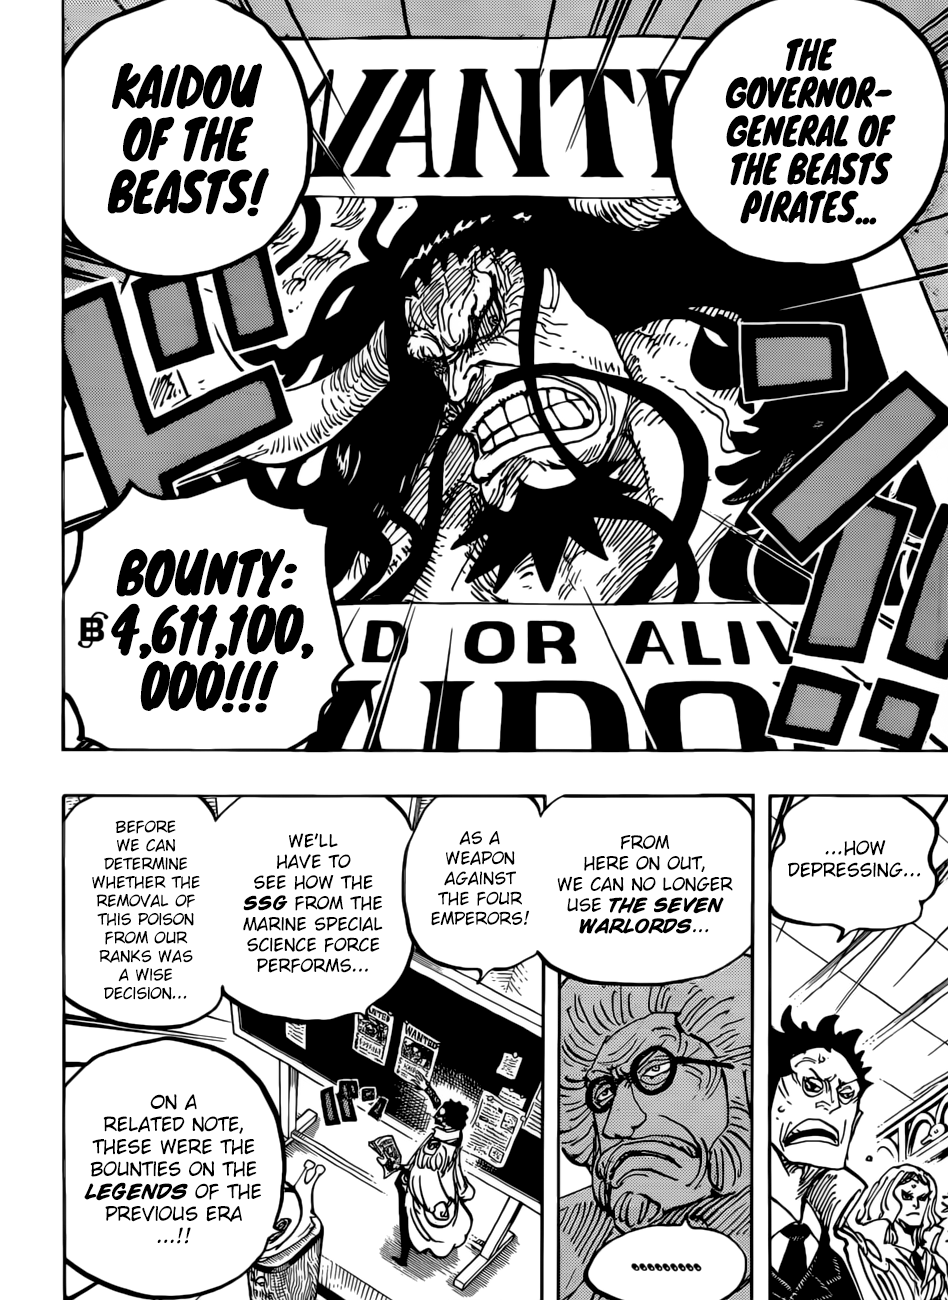 THE
GOVERNOR-
GENERAL OF
THE BEASTS
PIRATES...
KAIDOU
OF THE
BEASTS!
WANTE
D OR ALIV
BOUNTY:
฿4,611,100,
000!!!
ドン!!
...HOW
DEPRESSING...
FROM
HERE ON OUT,
WE CAN NO LONGER
USE THE SEVEN
WARLORDS...
AS A
WEAPON
AGAINST
THE FOUR
EMPERORS!
..........
WE'LL
HAVE TO
SEE HOW THE
SSG FROM THE
MARINE SPECIAL
SCIENCE FORCE
PERFORMS...
BEFORE
WE CAN
DETERMINE
WHETHER THE
REMOVAL OF
THIS POISON
FROM OUR
RANKS WAS
A WISE
DECISION...
WANTED
ON A
RELATED NOTE,
THESE WERE THE
BOUNTIES ON THE
LEGENDS OF THE
PREVIOUS ERA
...!!